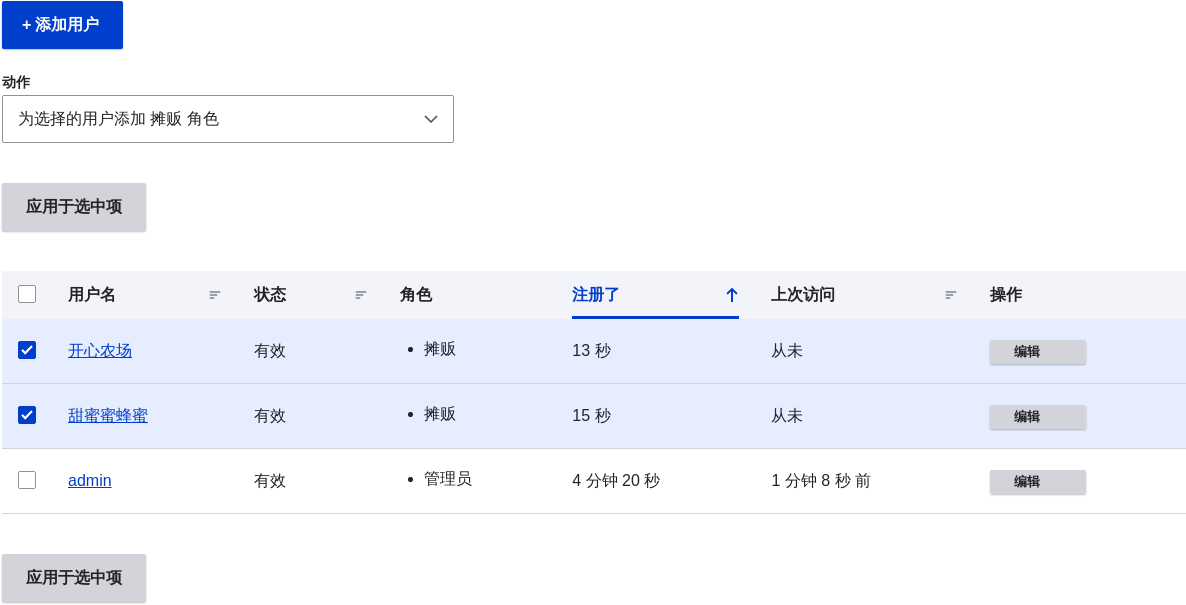 + 添加用户
动作
为选择的用户添加 摊贩 角色
应用于选中项
用户名 状态 角色 注册了 上次访问 操作
开心农场 有效 • 摊贩 13 秒 从未 编辑
甜蜜蜜蜂蜜 有效 • 摊贩 15 秒 从未 编辑
admin 有效 • 管理员 4 分钟 20 秒 1 分钟 8 秒 前 编辑
应用于选中项